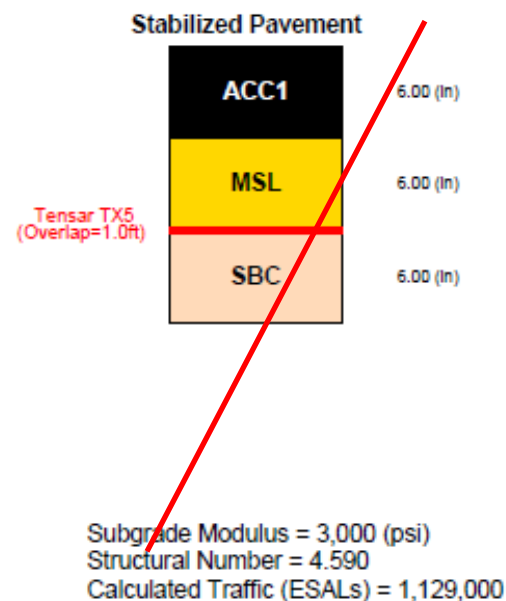 Stabilized Pavement
ACC1
6.00 (in)
MSL
6.00 (in)
Tensar TX5
(Overlap=1.0ft)
SBC
6.00 (in)
Subgrade Modulus = 3,000 (psi)
Structural Number = 4.590
Calculated Traffic (ESALs) = 1,129,000